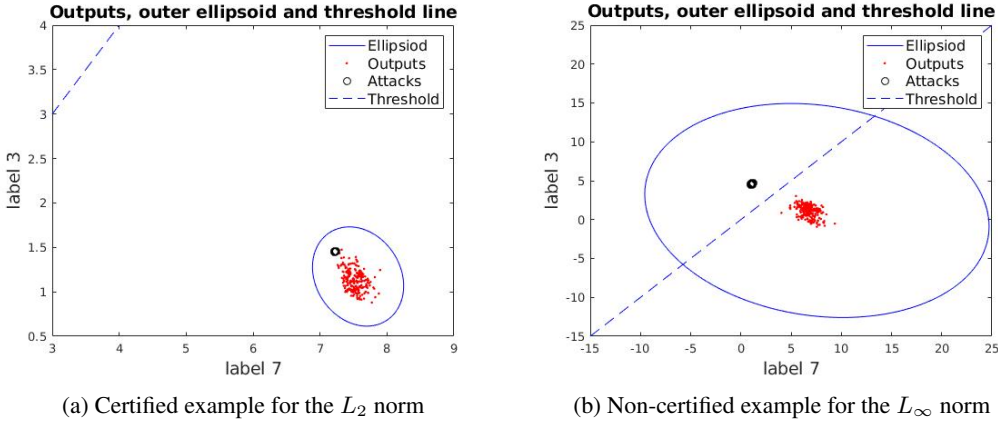 Outputs, outer ellipsoid and threshold line
4
3.5
3
2.5
2
1.5
1
0.5
label 3
3 4 5 6 7 8 9
label 7
Ellipsiod
Outputs
Attacks
Threshold
(a) Certified example for the L₂ norm
Outputs, outer ellipsoid and threshold line
25
20
15
10
5
0
-5
-10
-15
label 3
-15 -10 -5 0 5 10 15 20 25
label 7
Ellipsiod
Outputs
Attacks
Threshold
(b) Non-certified example for the L∞ norm